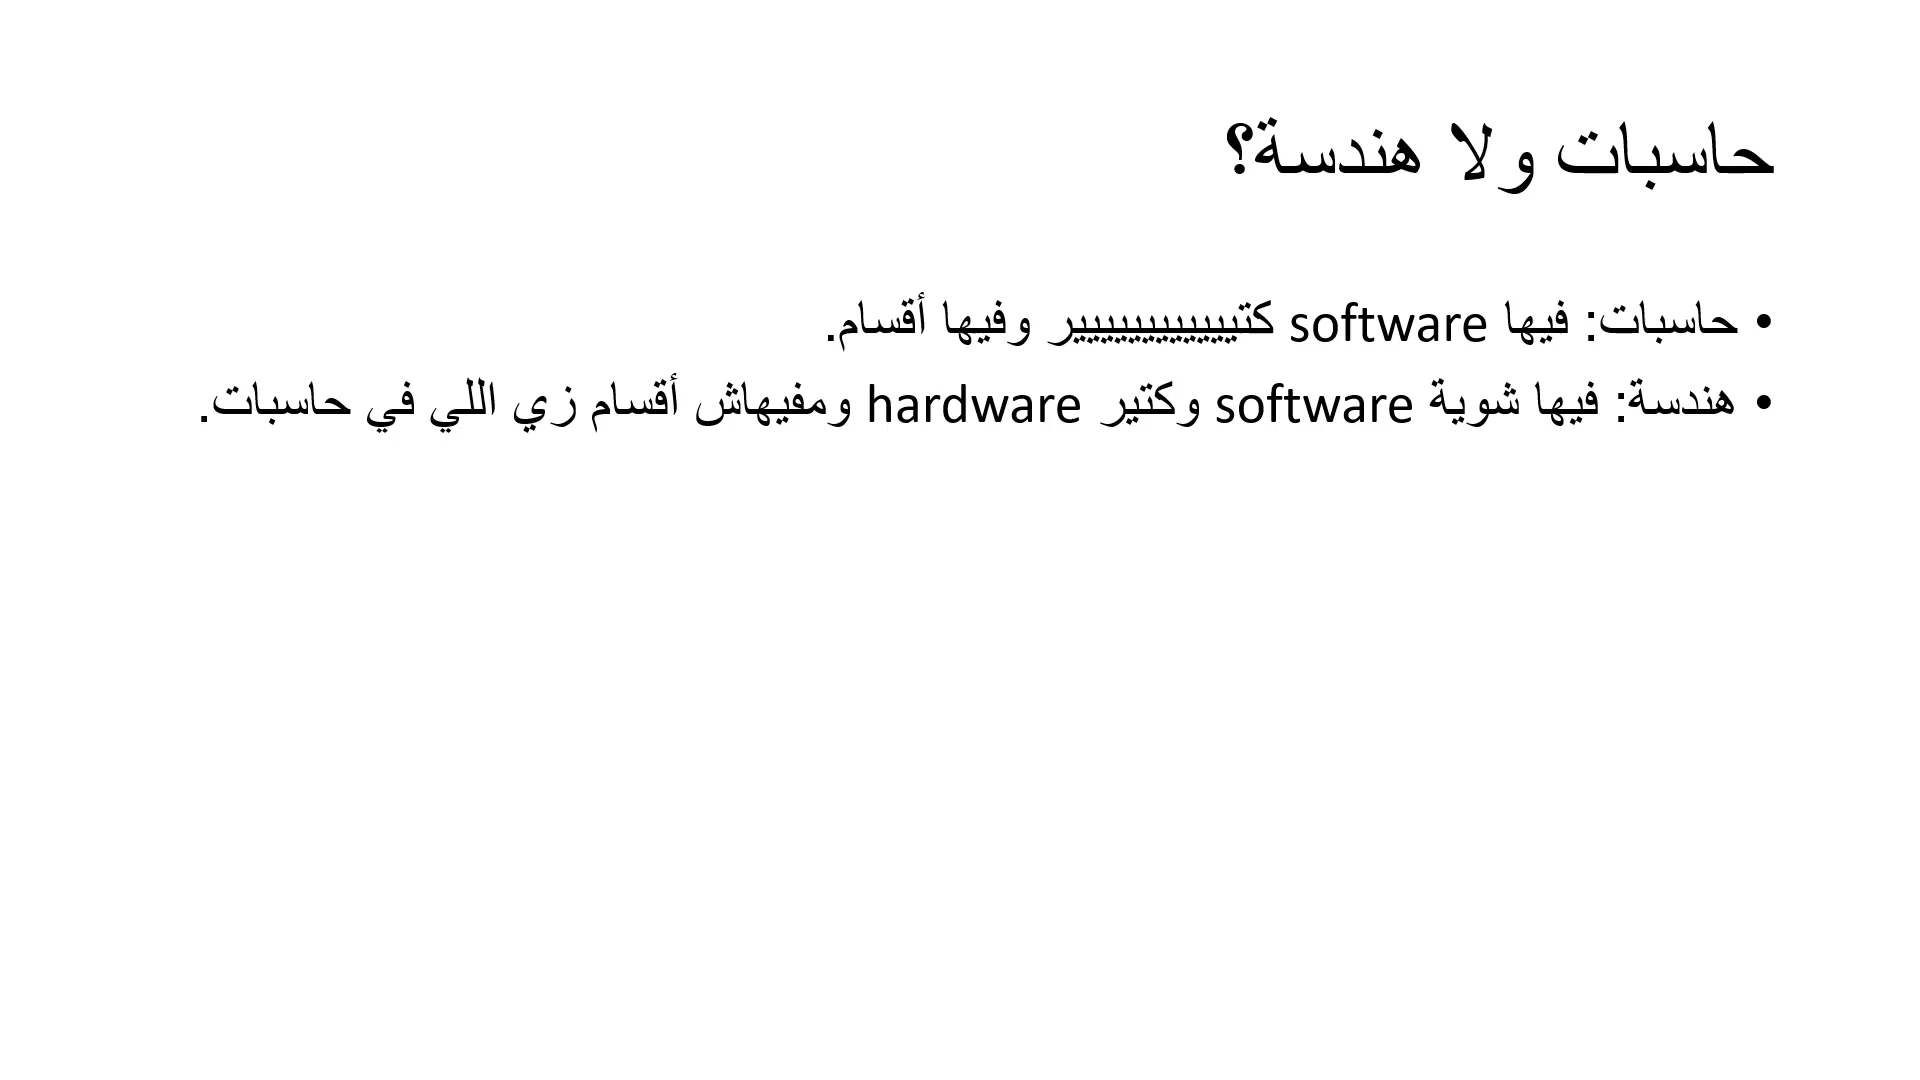 حاسبات ولا هندسة؟
• حاسبات: فيها software كتييييييييييييير وفيها أقسام.
• هندسة: فيها شوية software وكتير hardware ومفيهاش أقسام زي اللي في حاسبات.